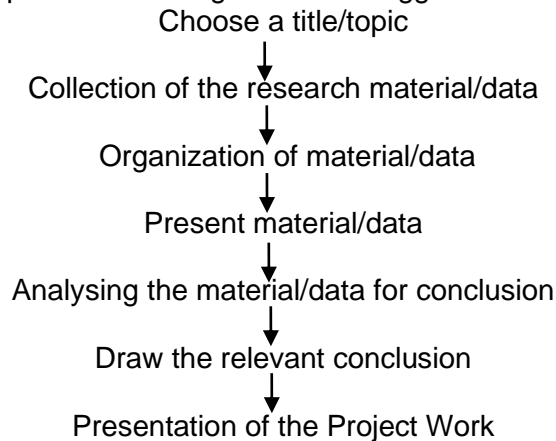 Choose a title/topic
Collection of the research material/data
Organization of material/data
Present material/data
Analysing the material/data for conclusion
Draw the relevant conclusion
Presentation of the Project Work